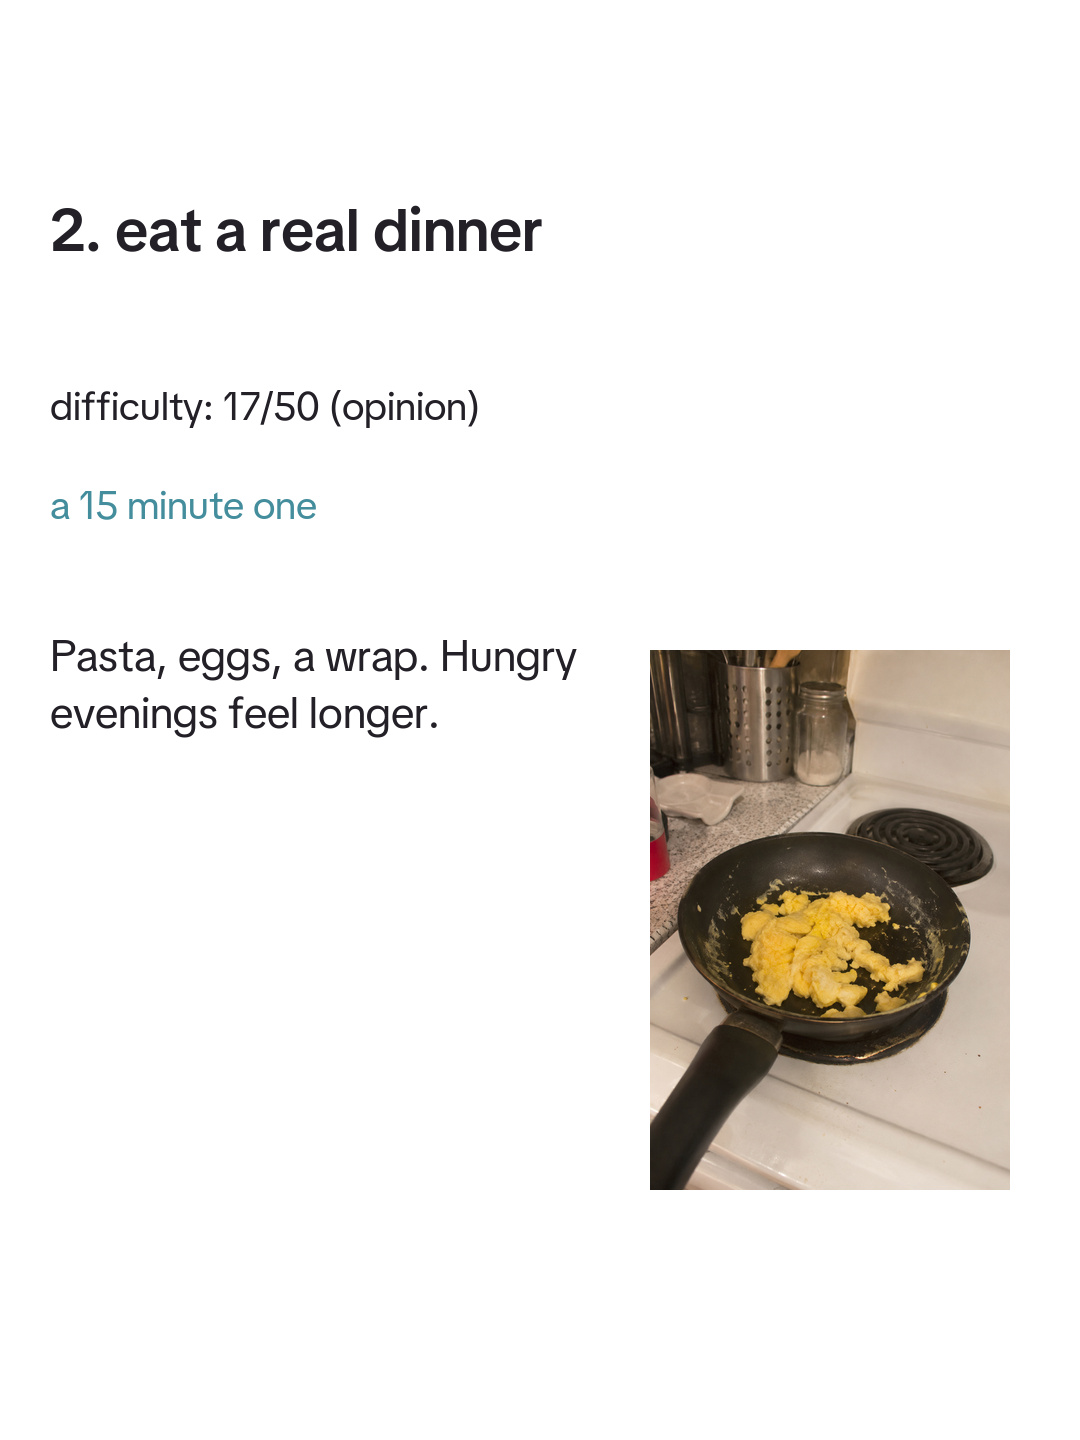 2. eat a real dinner
difficulty: 17/50 (opinion)
a 15 minute one
Pasta, eggs, a wrap. Hungry
evenings feel longer.